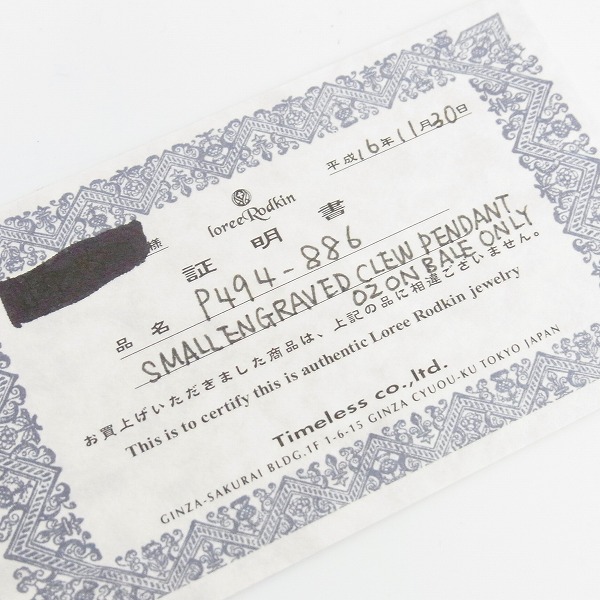 平成16年11月30日
loree Rodkin
様
証明書
品名 P494-886
SMALL ENGRAVED CLEW PENDANT
OZ ON BALE ONLY
お買上げいただきました商品は、上記の品に相違ございません。
This is to certify this is authentic Loree Rodkin jewelry
Timeless co.,ltd.
GINZA-SAKURAI BLDG.1F 1-6-15 GINZA CYUOU-KU TOKYO JAPAN